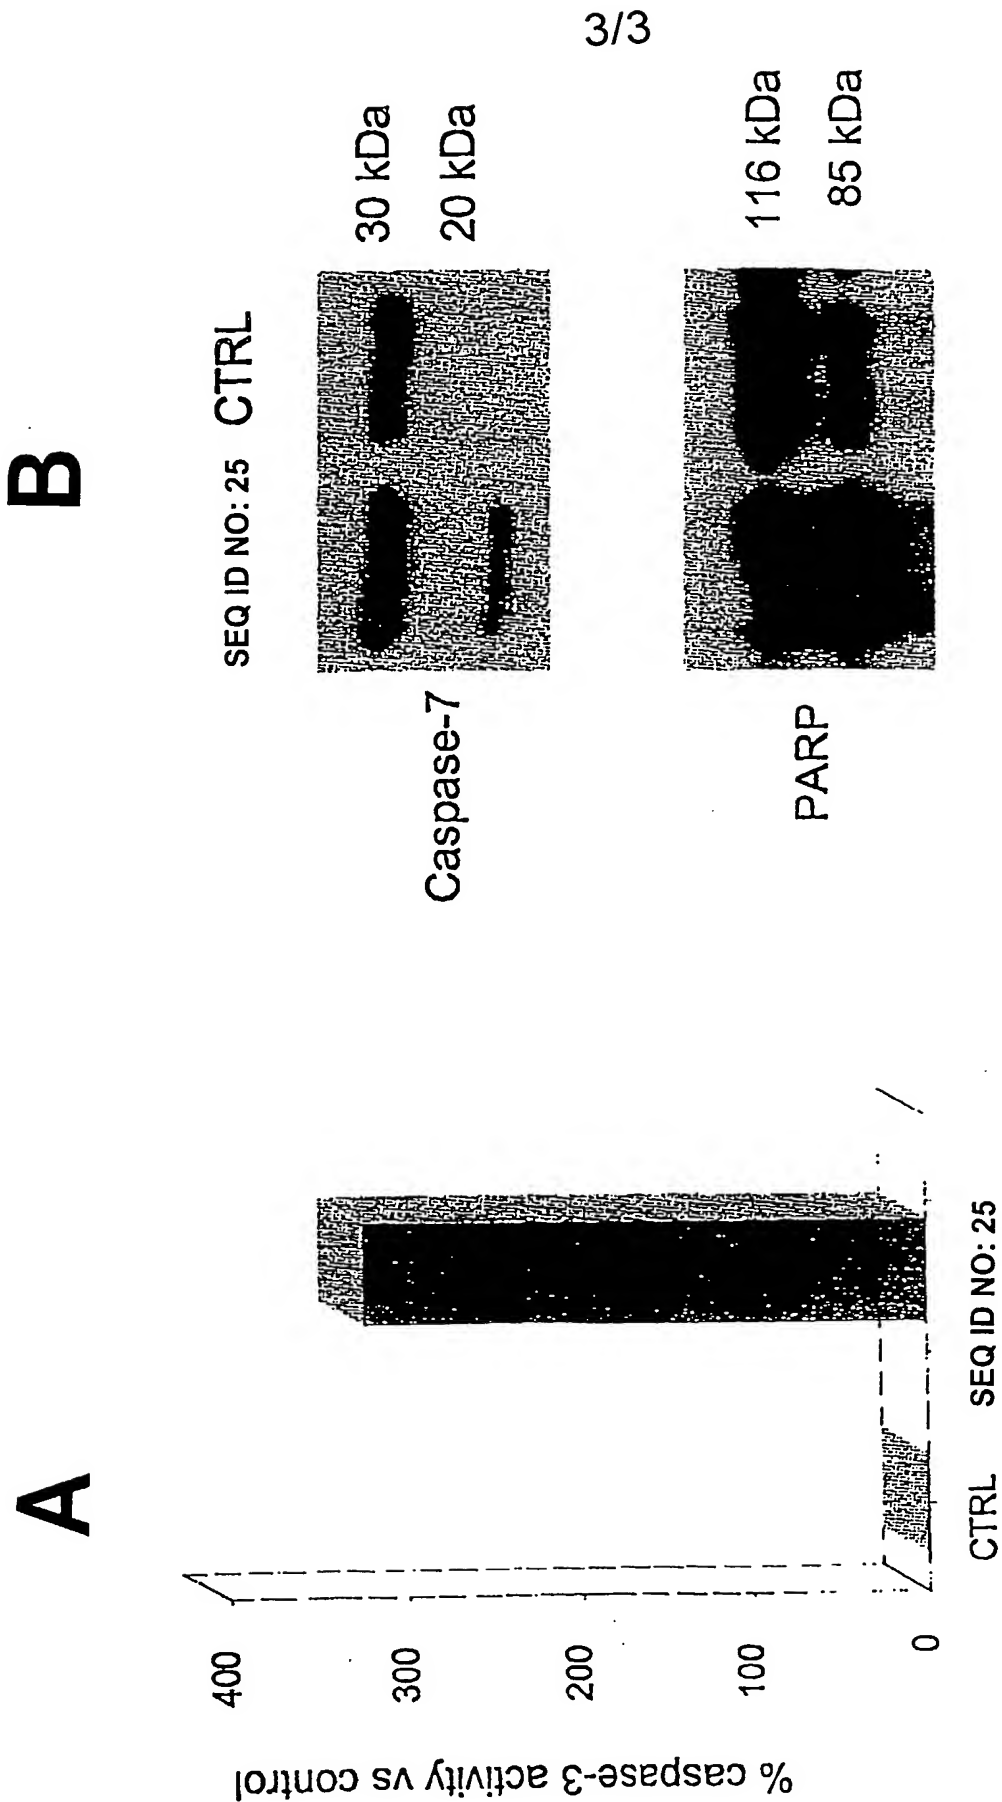 3/3
A
% caspase-3 activity vs control
400
300
200
100
0
CTRL
SEQ ID NO: 25
B
SEQ ID NO: 25 CTRL
Caspase-7
30 kDa
20 kDa
PARP
116 kDa
85 kDa